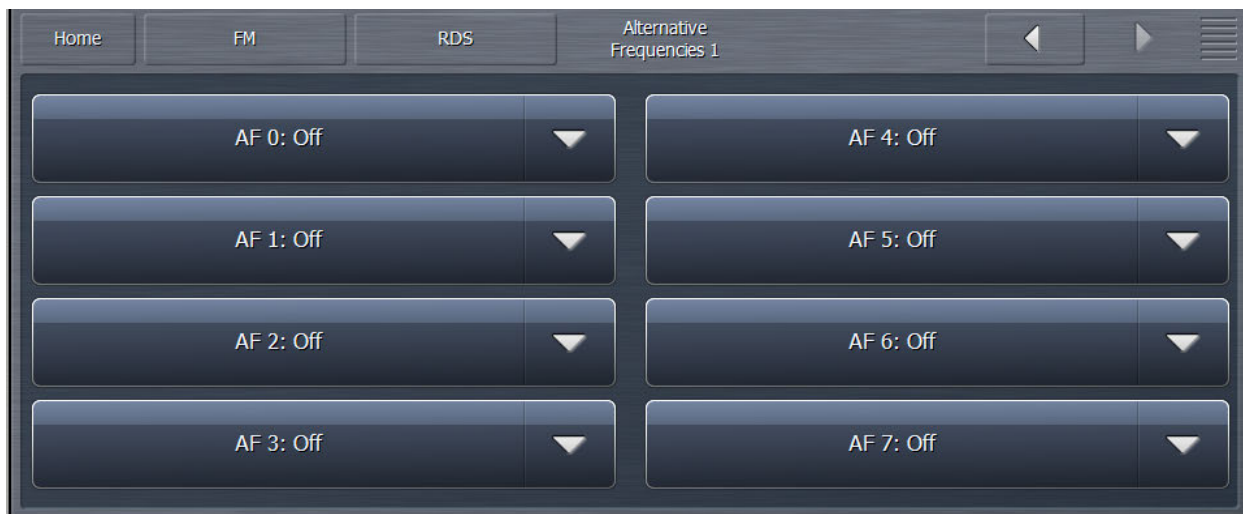 Home
FM
RDS
Alternative
Frequencies 1
AF 0: Off
AF 4: Off
AF 1: Off
AF 5: Off
AF 2: Off
AF 6: Off
AF 3: Off
AF 7: Off